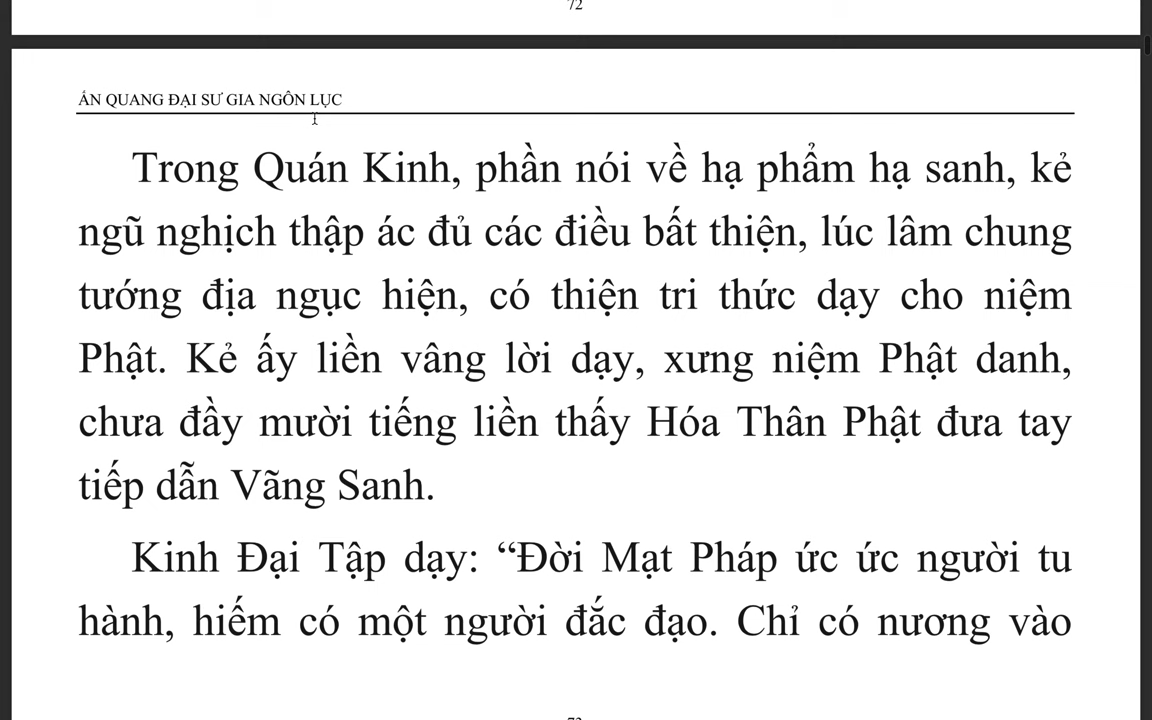 72
ẤN QUANG ĐẠI SƯ GIA NGÔN LỤC
Trong Quán Kinh, phần nói về hạ phẩm hạ sanh, kẻ
ngũ nghịch thập ác đủ các điều bất thiện, lúc lâm chung
tướng địa ngục hiện, có thiện tri thức dạy cho niệm
Phật. Kẻ ấy liền vâng lời dạy, xưng niệm Phật danh,
chưa đầy mười tiếng liền thấy Hóa Thân Phật đưa tay
tiếp dẫn Vãng Sanh.
Kinh Đại Tập dạy: “Đời Mạt Pháp ức ức người tu
hành, hiếm có một người đắc đạo. Chỉ có nương vào